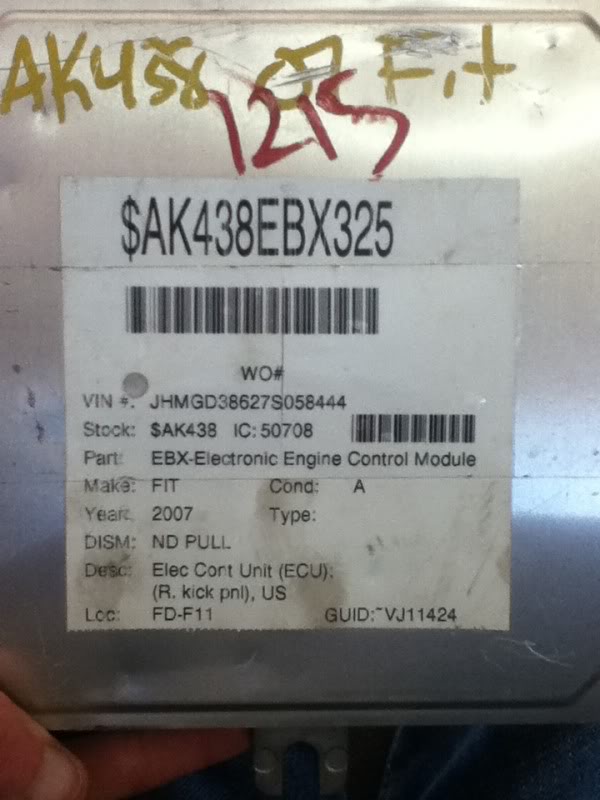 AK438 07 Fit
1215
$AK438EBX325
WO#
VIN #: JHMGD38627S058444
Stock: $AK438 IC: 50708
Part: EBX-Electronic Engine Control Module
Make: FIT Cond: A
Year: 2007 Type:
DISM: ND PULL
Desc: Elec Cont Unit (ECU);
(R. kick pnl), US
Loc: FD-F11 GUID:~VJ11424